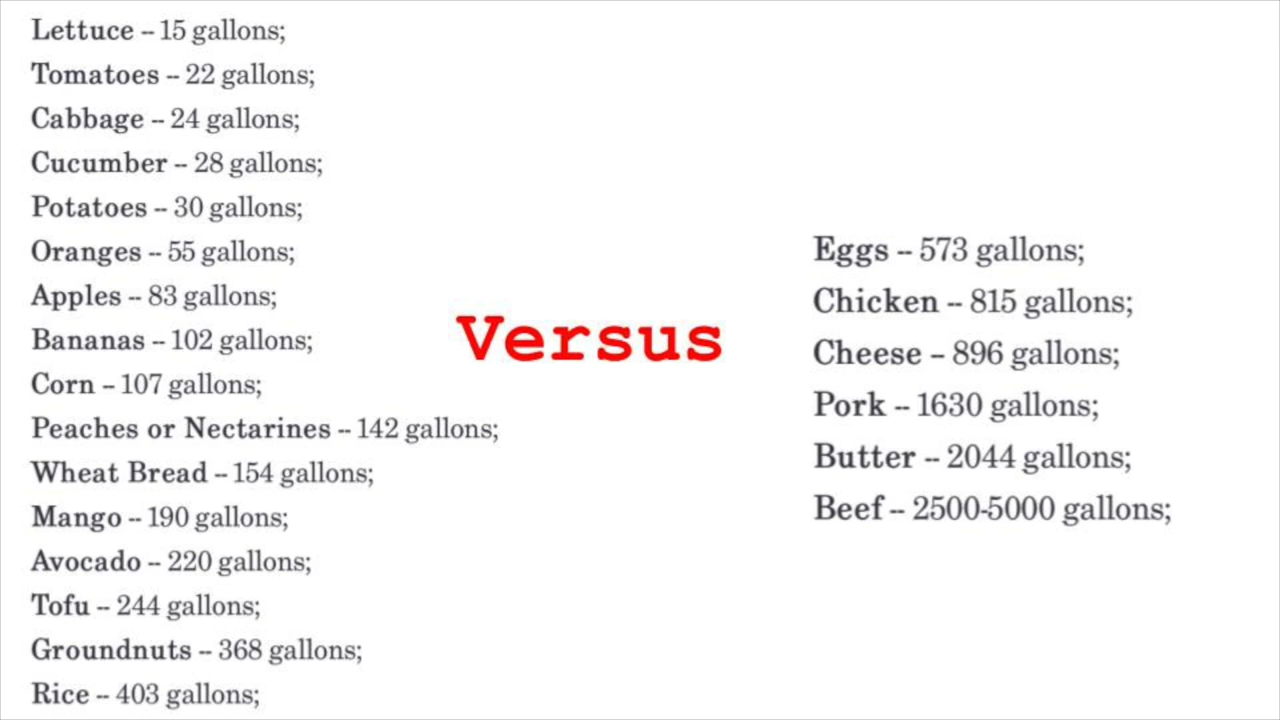 Lettuce -- 15 gallons;
Tomatoes -- 22 gallons;
Cabbage -- 24 gallons;
Cucumber -- 28 gallons;
Potatoes -- 30 gallons;
Oranges -- 55 gallons;
Apples -- 83 gallons;
Bananas -- 102 gallons;
Corn -- 107 gallons;
Peaches or Nectarines -- 142 gallons;
Wheat Bread -- 154 gallons;
Mango -- 190 gallons;
Avocado -- 220 gallons;
Tofu -- 244 gallons;
Groundnuts -- 368 gallons;
Rice -- 403 gallons;
Versus
Eggs -- 573 gallons;
Chicken -- 815 gallons;
Cheese -- 896 gallons;
Pork -- 1630 gallons;
Butter -- 2044 gallons;
Beef -- 2500-5000 gallons;